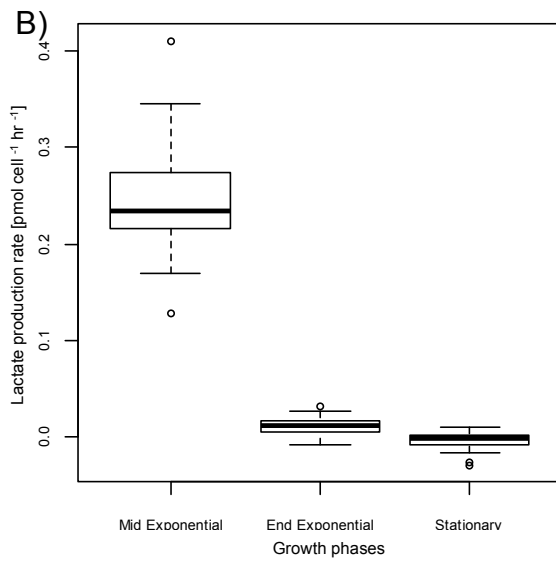 B)
Lactate production rate [pmol cell -1 hr -1]
0.4
0.3
0.2
0.1
0.0
Mid Exponential
End Exponential
Stationary
Growth phases